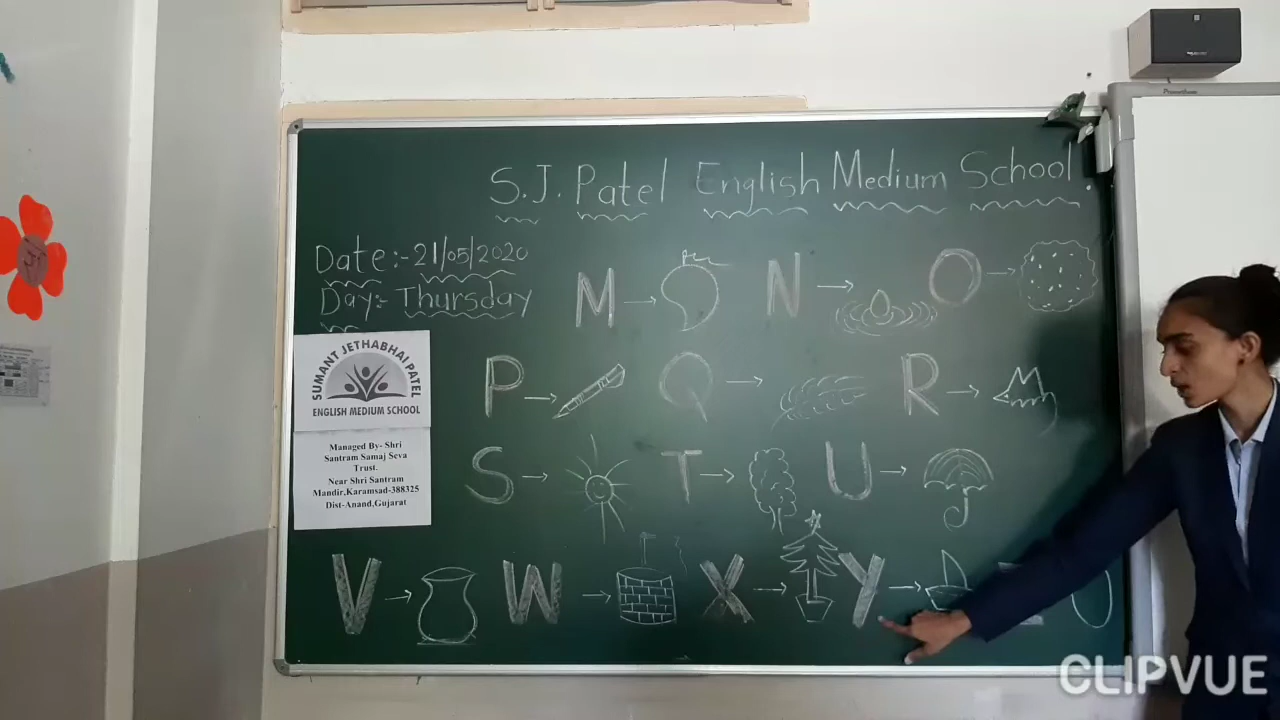 S.J. Patel English Medium School.
Date:- 21/05/2020
Day:- Thursday
M → N → O →
SUMANT JETHABHAI PATEL
ENGLISH MEDIUM SCHOOL
Managed By- Shri
Santram Samaj Seva
Trust.
Near Shri Santram
Mandir,Karamsad-388325
Dist-Anand,Gujarat
P → Q → R →
S → T → U →
V → W → X → Y →
CLIPVUE